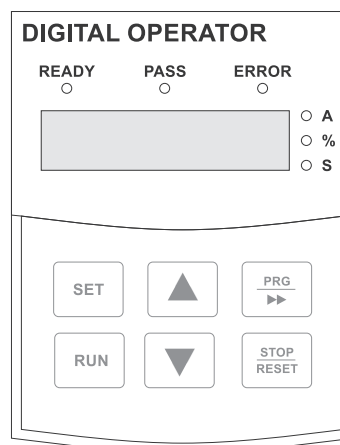 DIGITAL OPERATOR
READY PASS ERROR
A
%
S
SET
PRG
RUN
STOP
RESET